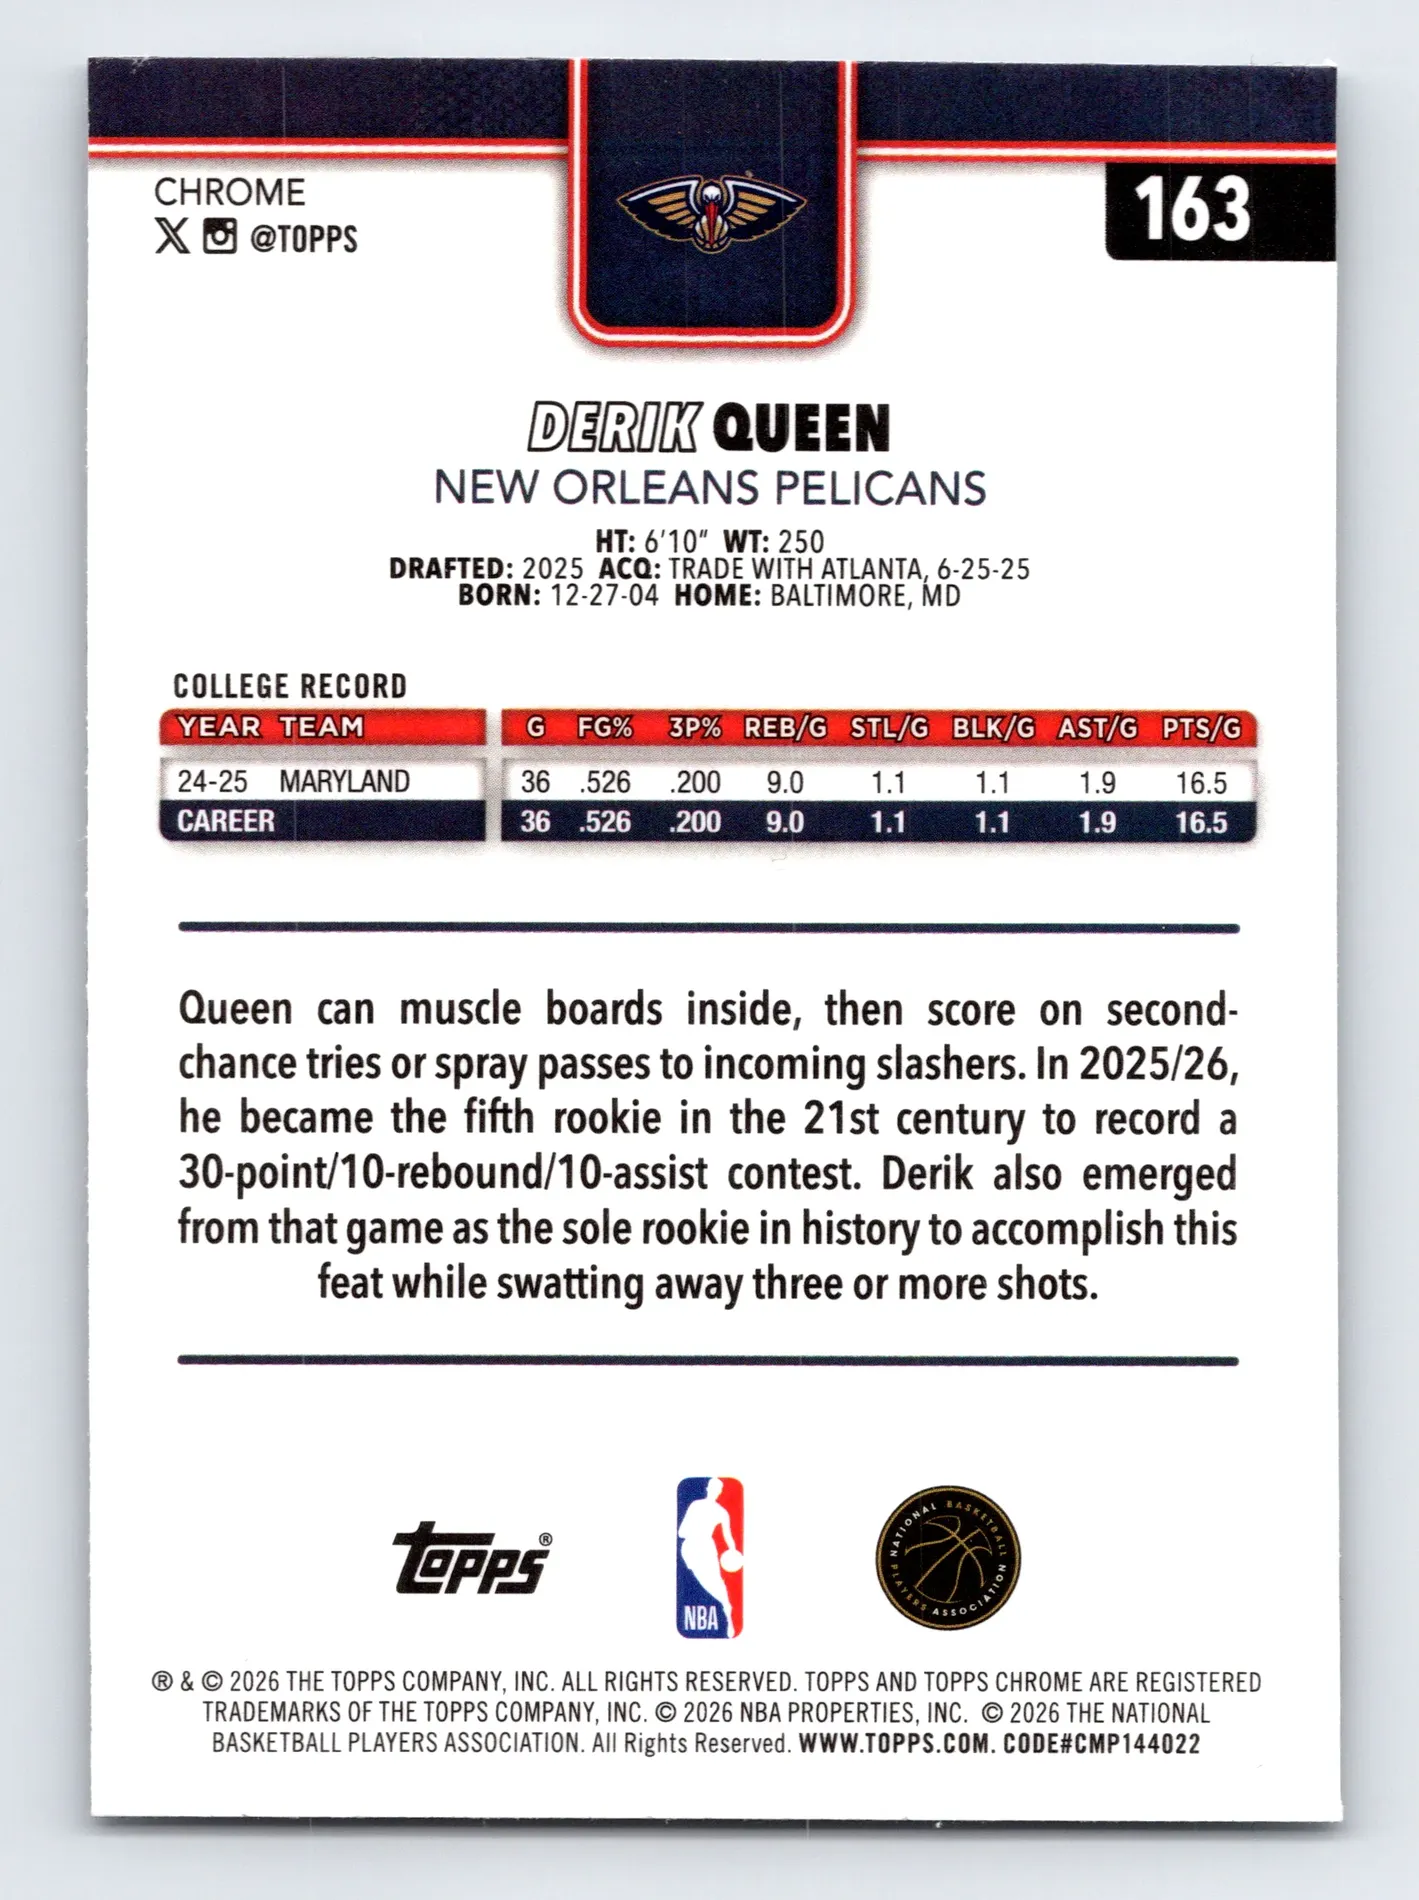 CHROME
@TOPPS
163
DERIK QUEEN
NEW ORLEANS PELICANS
HT: 6'10" WT: 250
DRAFTED: 2025 ACQ: TRADE WITH ATLANTA, 6-25-25
BORN: 12-27-04 HOME: BALTIMORE, MD
COLLEGE RECORD
YEAR TEAM G FG% 3P% REB/G STL/G BLK/G AST/G PTS/G
24-25 MARYLAND 36 .526 .200 9.0 1.1 1.1 1.9 16.5
CAREER 36 .526 .200 9.0 1.1 1.1 1.9 16.5
Queen can muscle boards inside, then score on second-
chance tries or spray passes to incoming slashers. In 2025/26,
he became the fifth rookie in the 21st century to record a
30-point/10-rebound/10-assist contest. Derik also emerged
from that game as the sole rookie in history to accomplish this
feat while swatting away three or more shots.
TOPPS®
NBA
NATIONAL BASKETBALL PLAYERS ASSOCIATION
® & © 2026 THE TOPPS COMPANY, INC. ALL RIGHTS RESERVED. TOPPS AND TOPPS CHROME ARE REGISTERED
TRADEMARKS OF THE TOPPS COMPANY, INC. © 2026 NBA PROPERTIES, INC. © 2026 THE NATIONAL
BASKETBALL PLAYERS ASSOCIATION. All Rights Reserved. WWW.TOPPS.COM. CODE#CMP144022